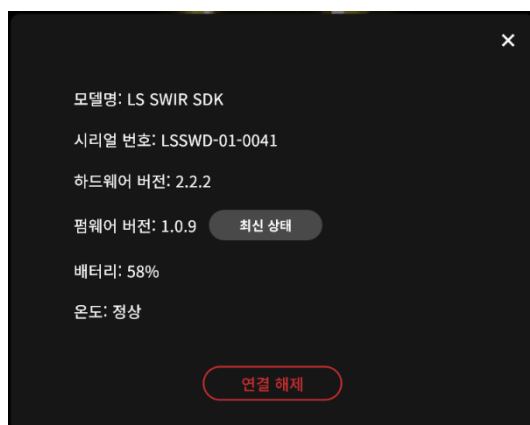 모델명: LS SWIR SDK
시리얼 번호: LSSWD-01-0041
하드웨어 버전: 2.2.2
펌웨어 버전: 1.0.9 최신 상태
배터리: 58%
온도: 정상
연결 해제